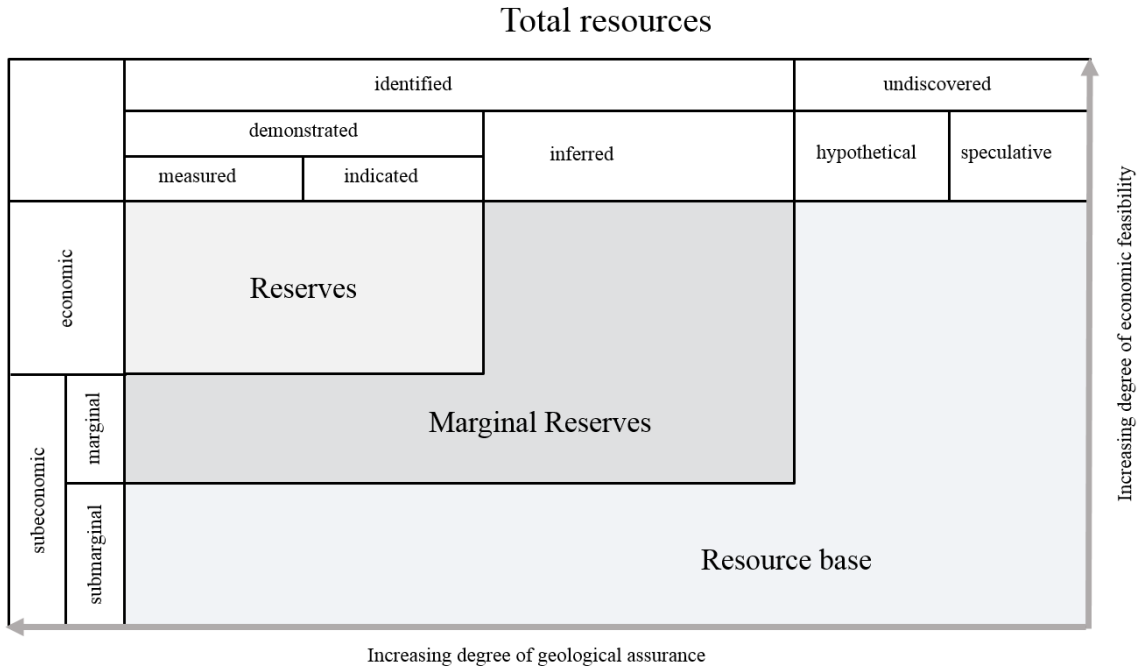 Total resources
identified
undiscovered
demonstrated
inferred
hypothetical
speculative
measured
indicated
economic
Reserves
subeconomic
marginal
Marginal Reserves
submarginal
Resource base
Increasing degree of economic feasibility
Increasing degree of geological assurance